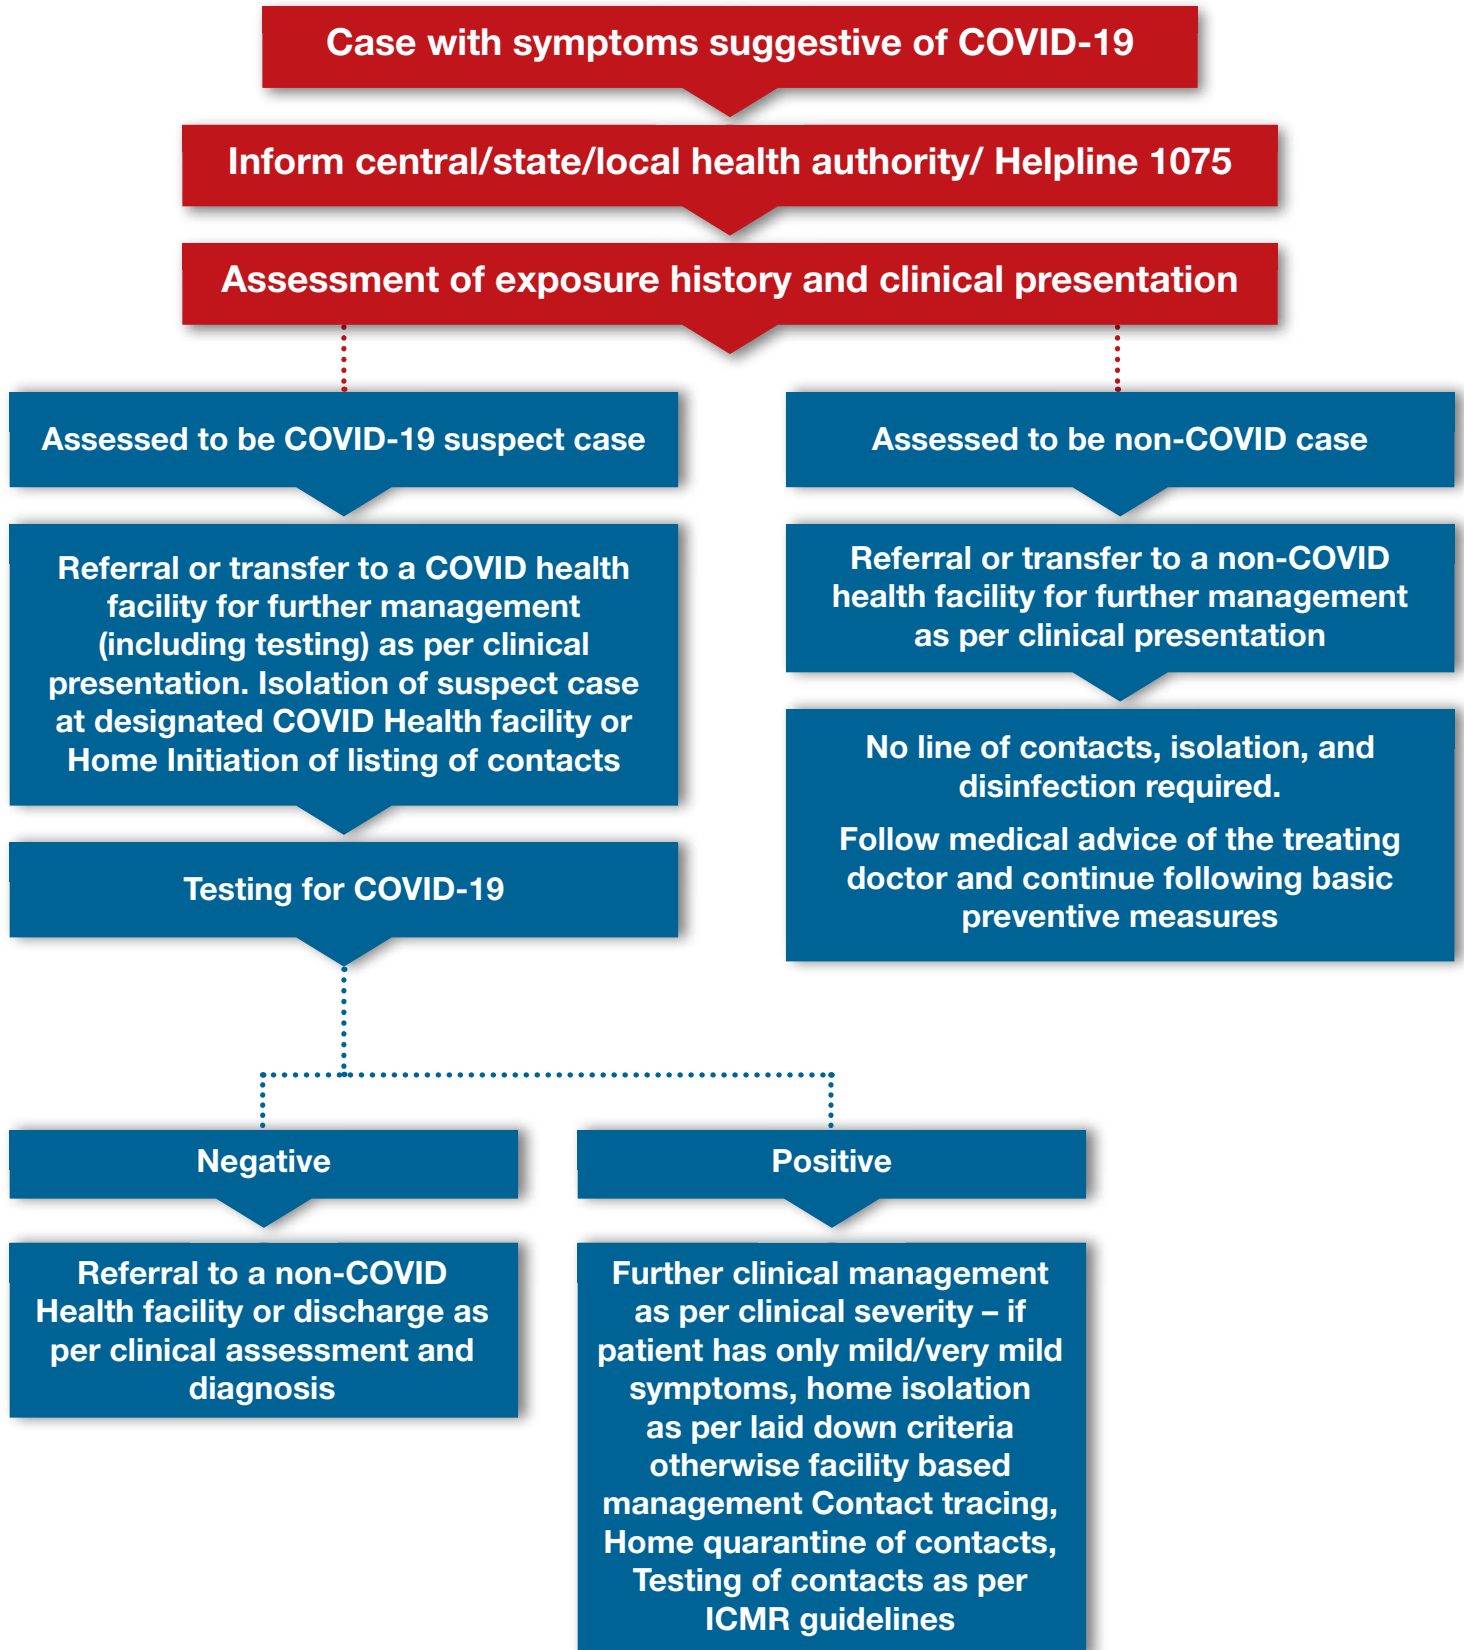 Case with symptoms suggestive of COVID-19
Inform central/state/local health authority/ Helpline 1075
Assessment of exposure history and clinical presentation
Assessed to be COVID-19 suspect case
Referral or transfer to a COVID health
facility for further management
(including testing) as per clinical
presentation. Isolation of suspect case
at designated COVID Health facility or
Home Initiation of listing of contacts
Testing for COVID-19
Assessed to be non-COVID case
Referral or transfer to a non-COVID
health facility for further management
as per clinical presentation
No line of contacts, isolation, and
disinfection required.
Follow medical advice of the treating
doctor and continue following basic
preventive measures
Negative
Referral to a non-COVID
Health facility or discharge as
per clinical assessment and
diagnosis
Positive
Further clinical management
as per clinical severity – if
patient has only mild/very mild
symptoms, home isolation
as per laid down criteria
otherwise facility based
management Contact tracing,
Home quarantine of contacts,
Testing of contacts as per
ICMR guidelines